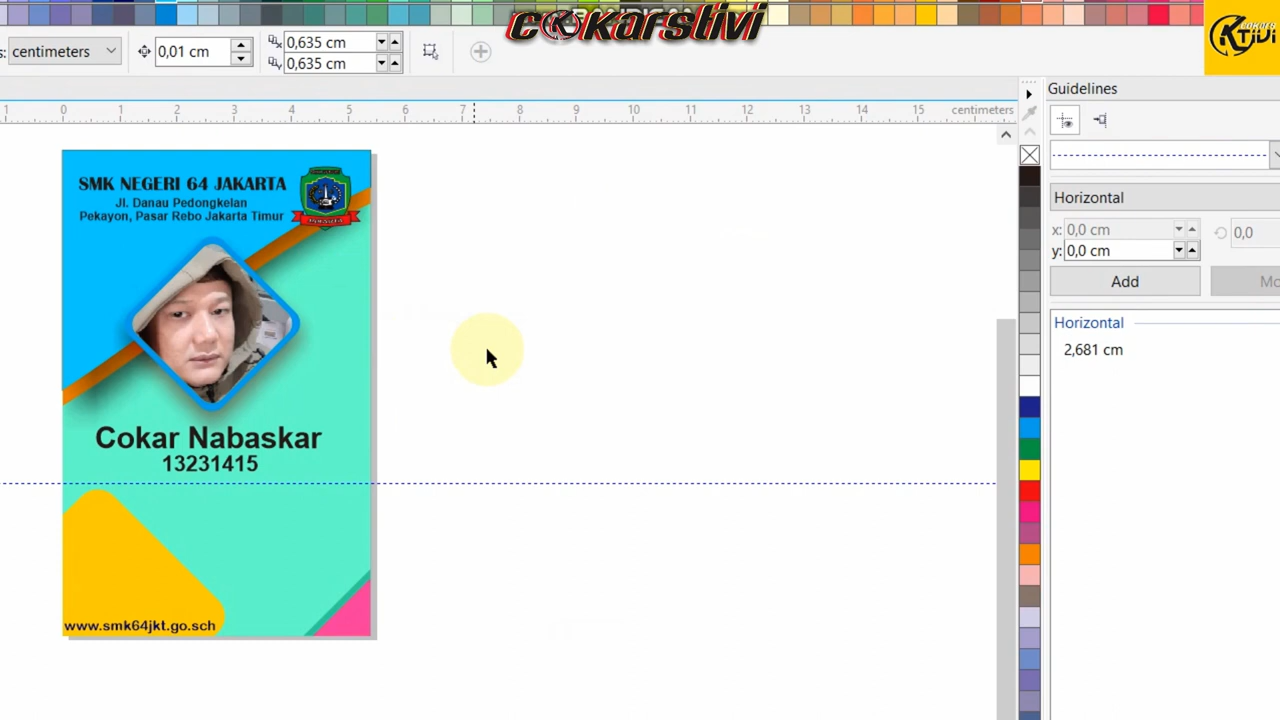 cokarstivi
KTiVi
: centimeters
0,01 cm
0,635 cm
0,635 cm
Guidelines
1 0 1 2 3 4 5 6 7 8 9 10 11 12 13 14 15 centimeters
Horizontal
x: 0,0 cm
0,0
y: 0,0 cm
Add
Mo
Horizontal
2,681 cm
SMK NEGERI 64 JAKARTA
Jl. Danau Pedongkelan
Pekayon, Pasar Rebo Jakarta Timur
Cokar Nabaskar
13231415
www.smk64jkt.go.sch